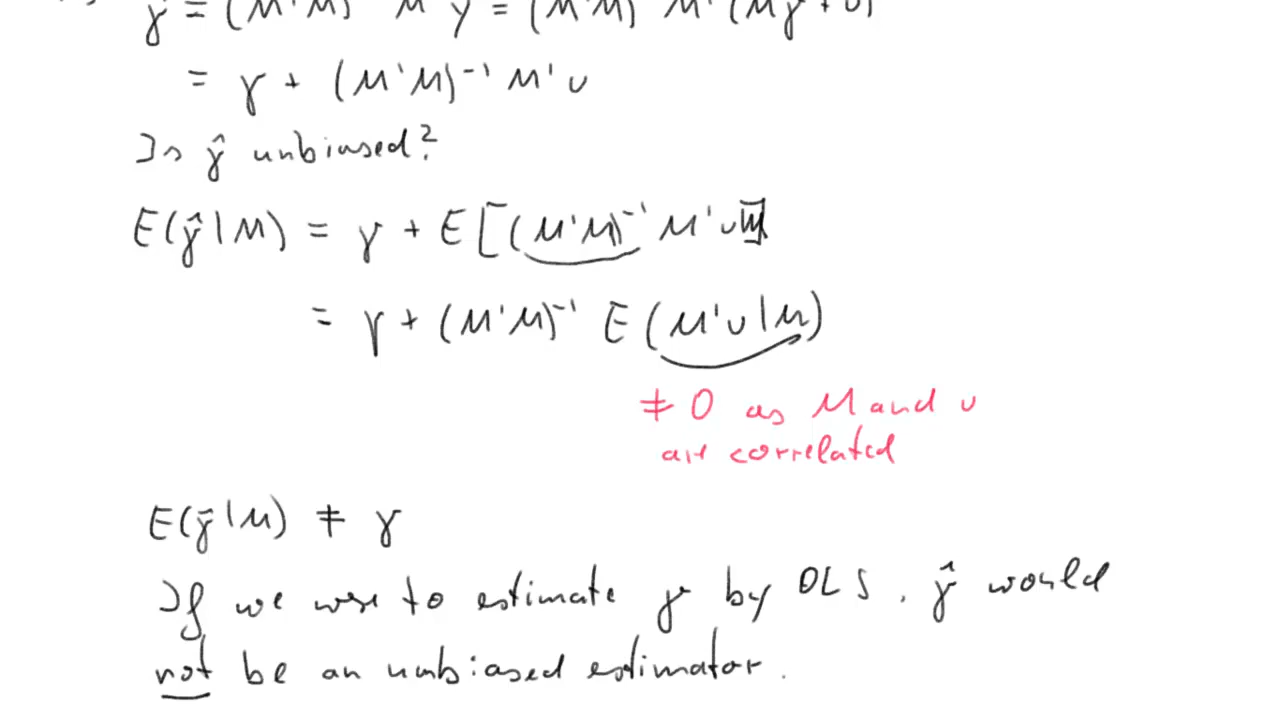 γ̂ = (M'M) M' y = (M'M) M' (Mγ + u)
= γ + (M'M)⁻¹ M'u
Is γ̂ unbiased?
E(γ̂ | M) = γ + E[(M'M)⁻¹ M'u
= γ + (M'M)⁻¹ E(M'u|M)
≠ 0 as M and u
are correlated
E(γ̂ | M) ≠ γ
If we were to estimate γ by OLS, γ̂ would
not be an unbiased estimator.